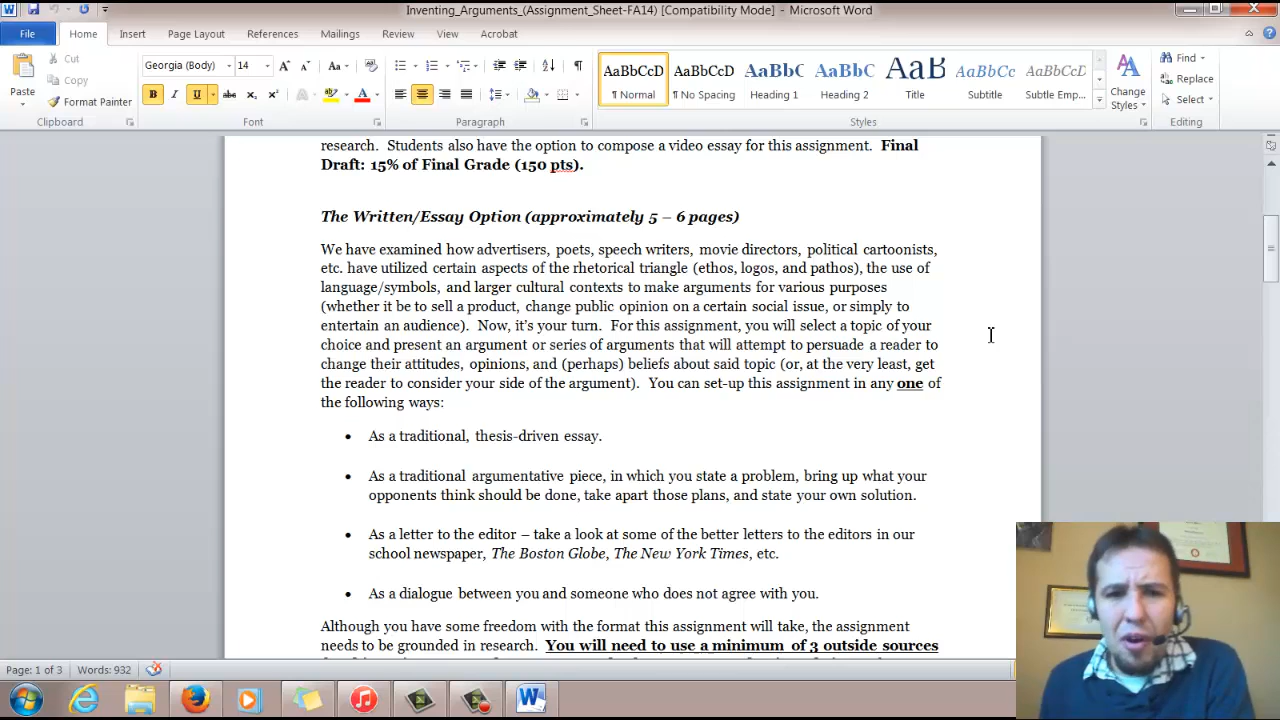 Inventing_Arguments_(Assignment_Sheet-FA14) [Compatibility Mode] - Microsoft Word
File Home Insert Page Layout References Mailings Review View Acrobat
Paste
Cut
Copy
Format Painter
Clipboard
Georgia (Body) 14
Font
Paragraph
AaBbCcD AaBbCcD AaBbC AaBbCc AaB AaBbCcL AaBbCcDı
¶ Normal ¶ No Spacing Heading 1 Heading 2 Title Subtitle Subtle Emp...
Change
Styles
Styles
Find
Replace
Select
Editing
research. Students also have the option to compose a video essay for this assignment. Final
Draft: 15% of Final Grade (150 pts).
The Written/Essay Option (approximately 5 – 6 pages)
We have examined how advertisers, poets, speech writers, movie directors, political cartoonists,
etc. have utilized certain aspects of the rhetorical triangle (ethos, logos, and pathos), the use of
language/symbols, and larger cultural contexts to make arguments for various purposes
(whether it be to sell a product, change public opinion on a certain social issue, or simply to
entertain an audience). Now, it's your turn. For this assignment, you will select a topic of your
choice and present an argument or series of arguments that will attempt to persuade a reader to
change their attitudes, opinions, and (perhaps) beliefs about said topic (or, at the very least, get
the reader to consider your side of the argument). You can set-up this assignment in any one of
the following ways:
• As a traditional, thesis-driven essay.
• As a traditional argumentative piece, in which you state a problem, bring up what your
opponents think should be done, take apart those plans, and state your own solution.
• As a letter to the editor – take a look at some of the better letters to the editors in our
school newspaper, The Boston Globe, The New York Times, etc.
• As a dialogue between you and someone who does not agree with you.
Although you have some freedom with the format this assignment will take, the assignment
needs to be grounded in research. You will need to use a minimum of 3 outside sources
Page: 1 of 3 Words: 932